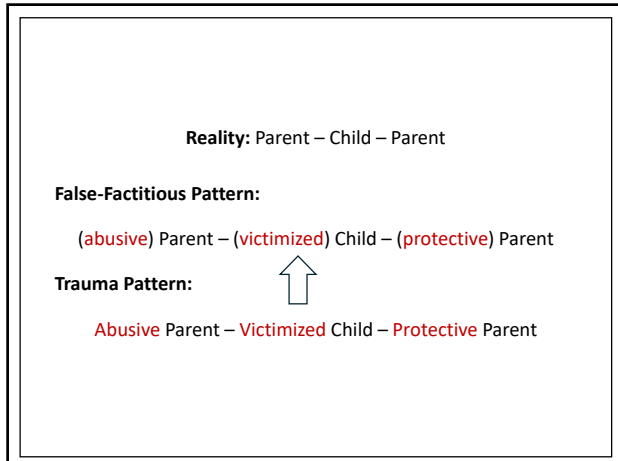 Reality: Parent – Child – Parent
False-Factitious Pattern:
(abusive) Parent – (victimized) Child – (protective) Parent
Trauma Pattern:
Abusive Parent – Victimized Child – Protective Parent